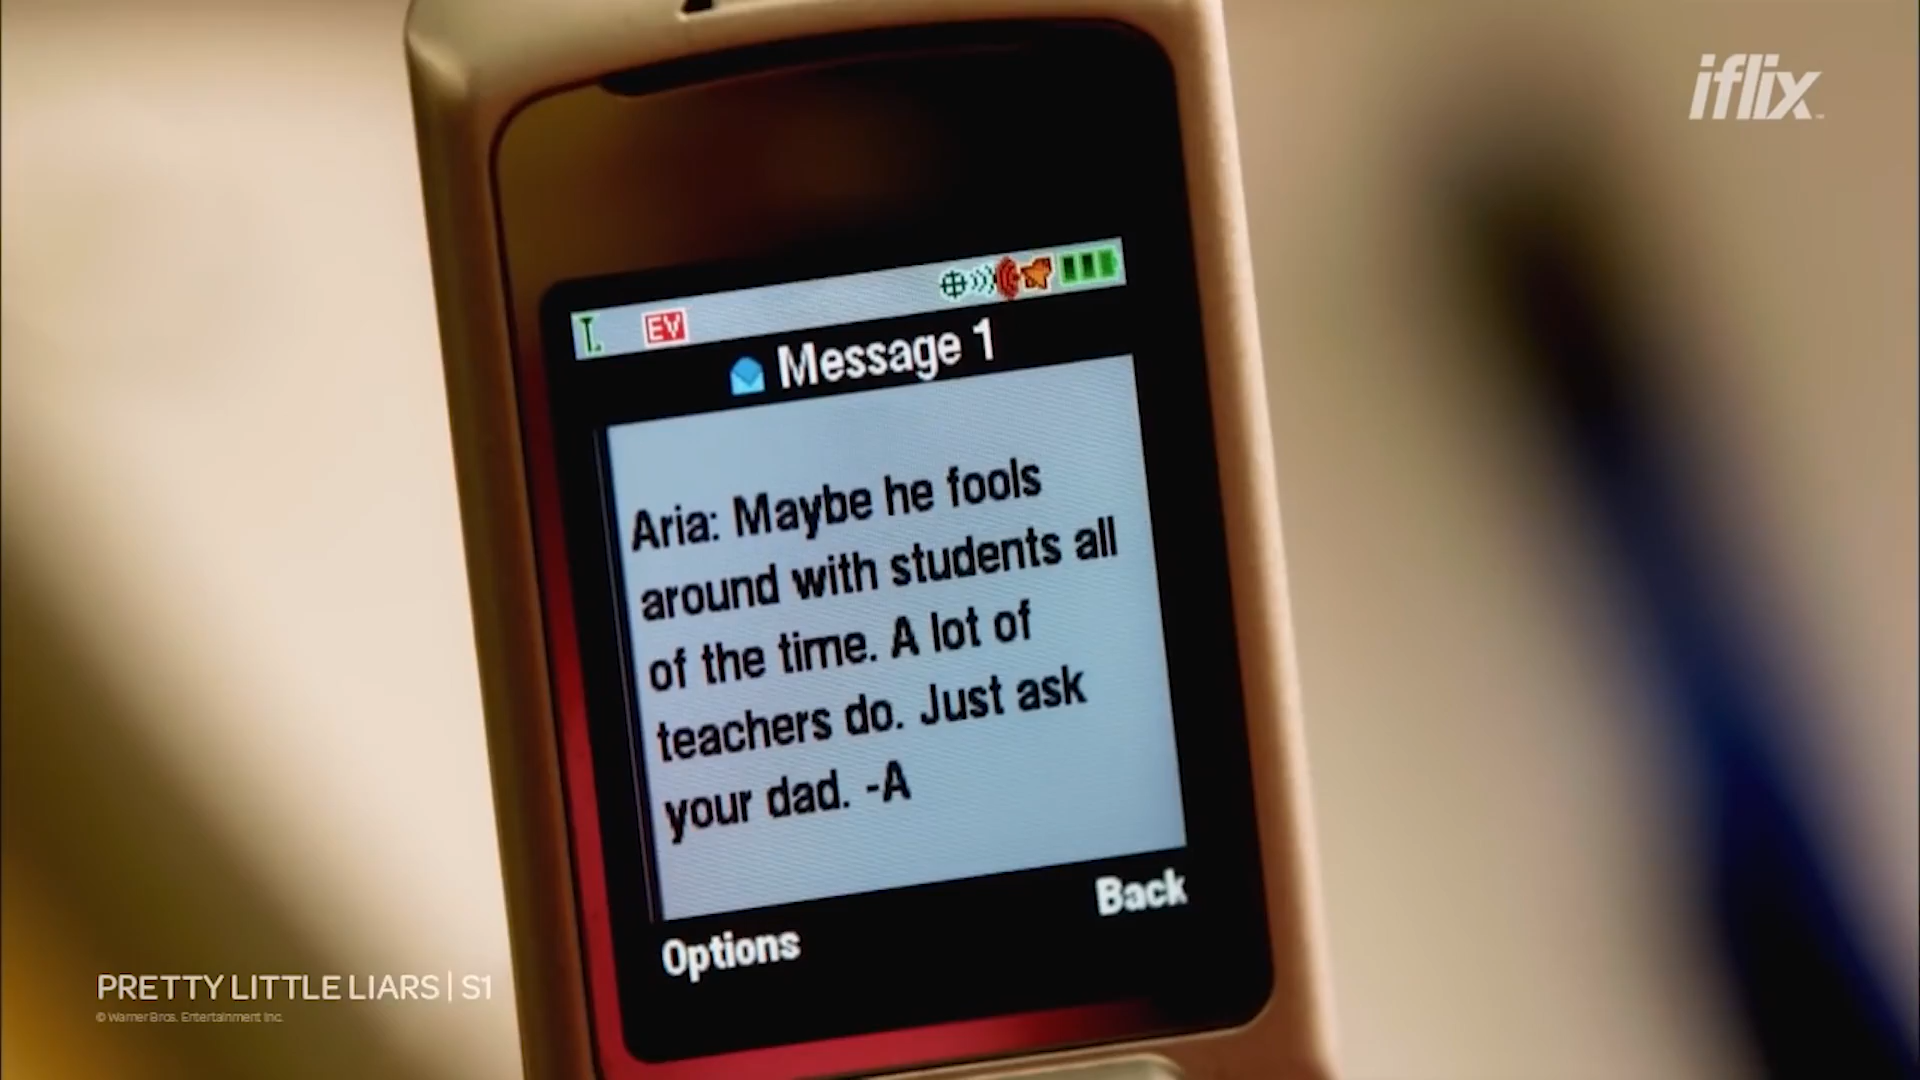 iflix
EV
Message 1
Aria: Maybe he fools
around with students all
of the time. A lot of
teachers do. Just ask
your dad. -A
Back
Options
PRETTY LITTLE LIARS | S1
© Warner Bros. Entertainment Inc.